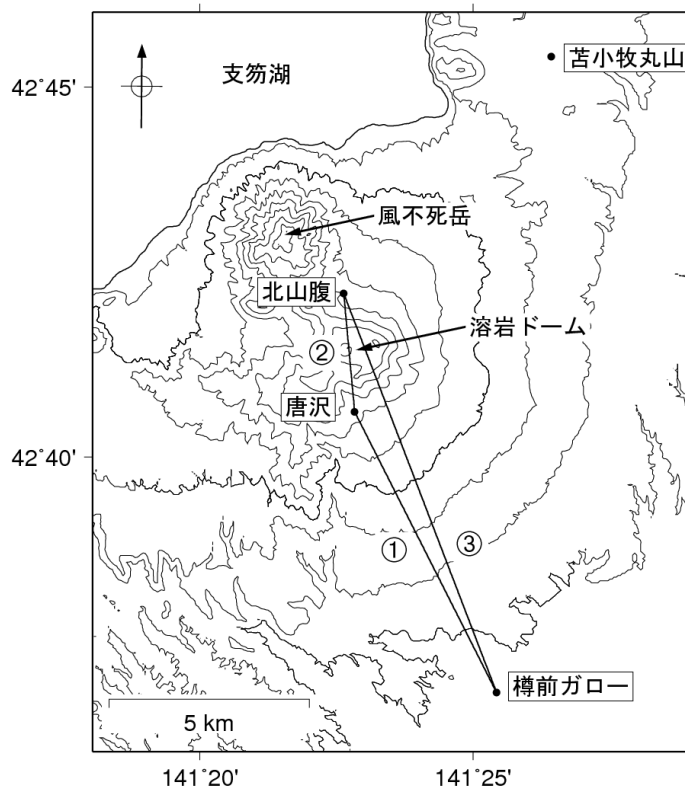 苫小牧丸山
42°45'
支笏湖
風不死岳
北山腹
溶岩ドーム
②
唐沢
42°40'
①
③
樽前ガロー
5 km
141°20'
141°25'